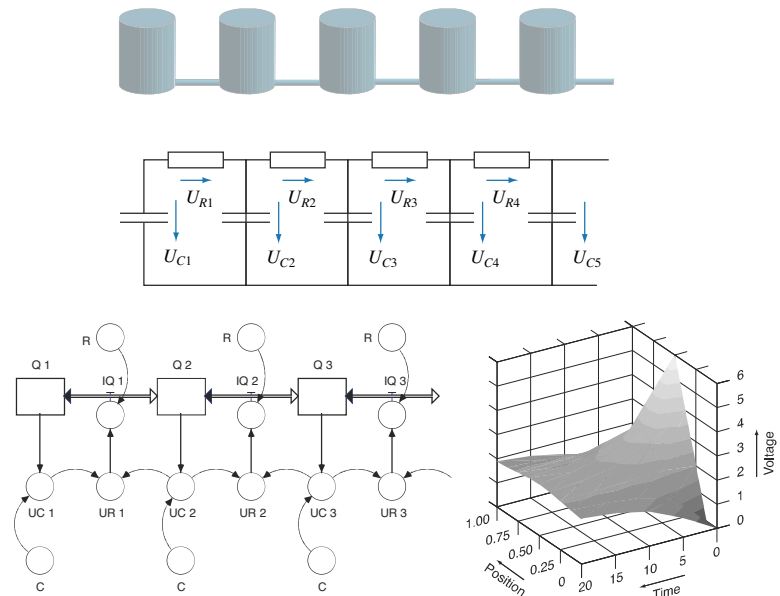 U_R1 U_R2 U_R3 U_R4
U_C1 U_C2 U_C3 U_C4 U_C5
R R R
Q 1 IQ 1 Q 2 IQ 2 Q 3 IQ 3
UC 1 UR 1 UC 2 UR 2 UC 3 UR 3
C C C
6
5
4
3
2
1
0
Voltage
1.00
0.75
0.50
0.25
0
Position
20 15 10 5 0
Time